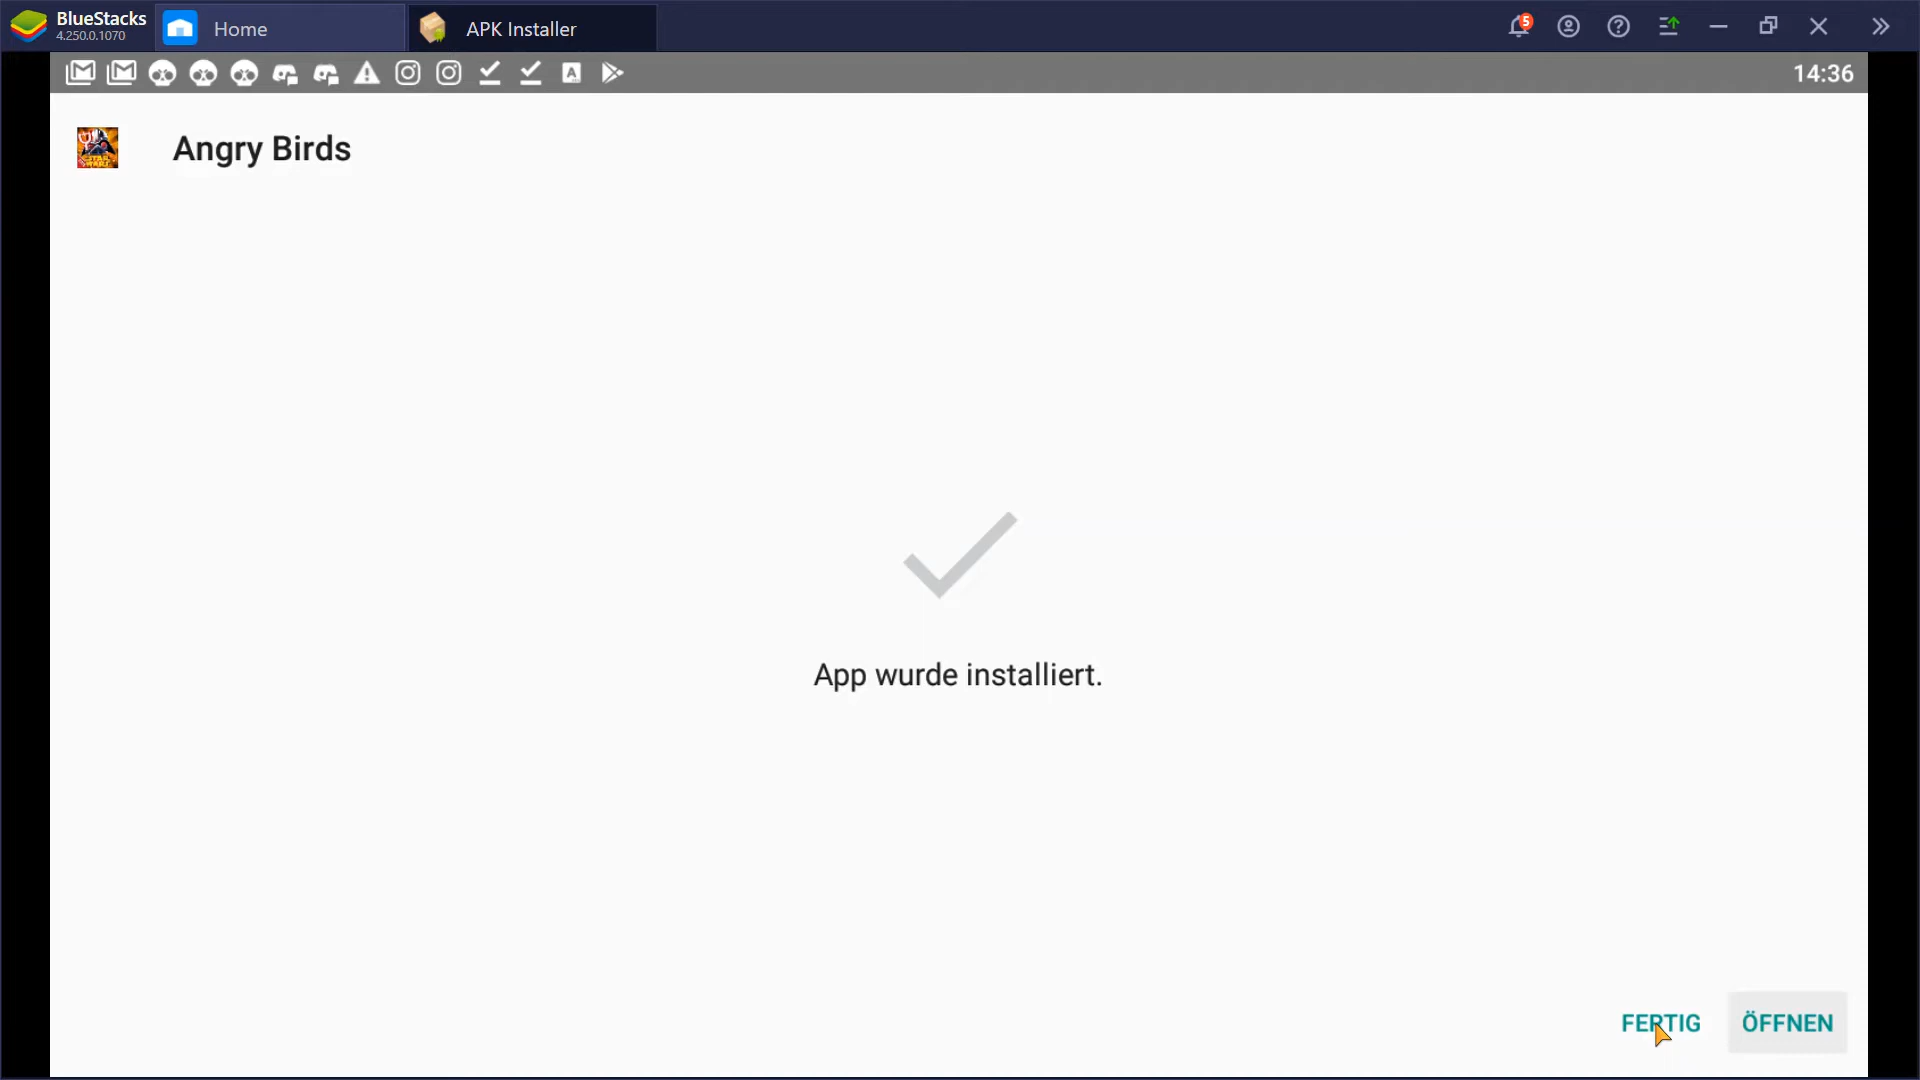 BlueStacks
4.250.0.1070
Home
APK Installer
5
14:36
Angry Birds
App wurde installiert.
FERTIG
ÖFFNEN